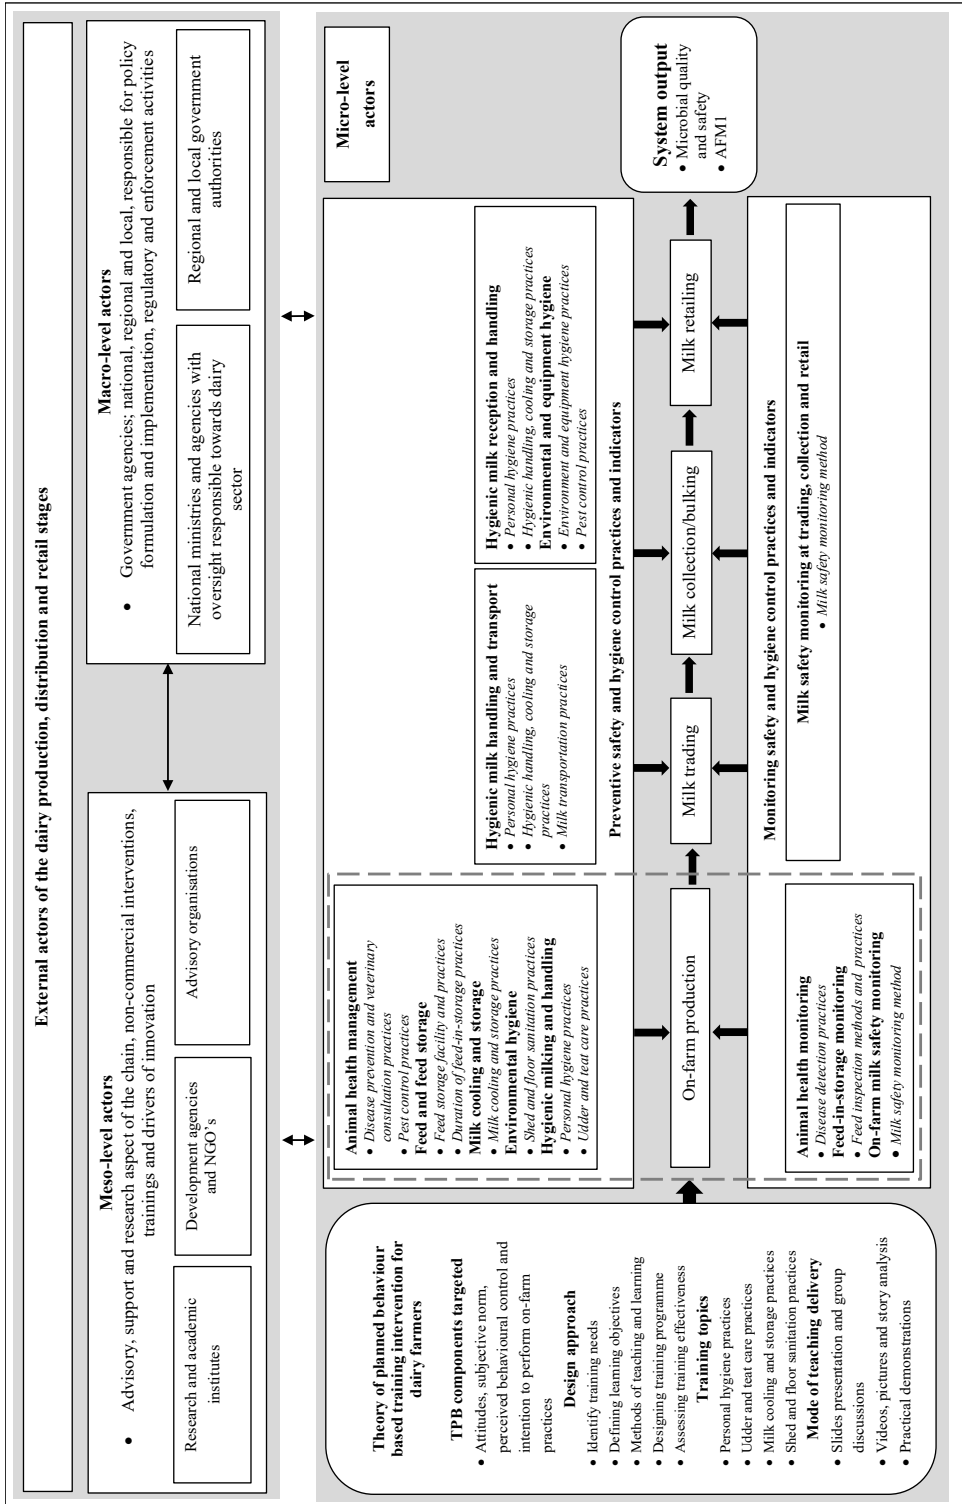 External actors of the dairy production, distribution and retail stages
Meso-level actors
• Advisory, support and research aspect of the chain, non-commercial interventions,
trainings and drivers of innovation
Research and academic
institutes
Development agencies
and NGO's
Advisory organisations
Macro-level actors
• Government agencies; national, regional and local, responsible for policy
formulation and implementation, regulatory and enforcement activities
National ministries and agencies with
oversight responsible towards dairy
sector
Regional and local government
authorities
Theory of planned behaviour
based training intervention for
dairy farmers
TPB components targeted
• Attitudes, subjective norm,
perceived behavioural control and
intention to perform on-farm
practices
Design approach
• Identify training needs
• Defining learning objectives
• Methods of teaching and learning
• Designing training programme
• Assessing training effectiveness
Training topics
• Personal hygiene practices
• Udder and teat care practices
• Milk cooling and storage practices
• Shed and floor sanitation practices
Mode of teaching delivery
• Slides presentation and group
discussions
• Videos, pictures and story analysis
• Practical demonstrations
Animal health management
• Disease prevention and veterinary
consultation practices
• Pest control practices
Feed and feed storage
• Feed storage facility and practices
• Duration of feed-in-storage practices
Milk cooling and storage
• Milk cooling and storage practices
Environmental hygiene
• Shed and floor sanitation practices
Hygienic milking and handling
• Personal hygiene practices
• Udder and teat care practices
Hygienic milk handling and transport
• Personal hygiene practices
• Hygienic handling, cooling and storage
practices
• Milk transportation practices
Hygienic milk reception and handling
• Personal hygiene practices
• Hygienic handling, cooling and storage practices
Environmental and equipment hygiene
• Environment and equipment hygiene practices
• Pest control practices
Micro-level
actors
Preventive safety and hygiene control practices and indicators
On-farm production
Milk trading
Milk collection/bulking
Milk retailing
System output
• Microbial quality
and safety
• AFM1
Monitoring safety and hygiene control practices and indicators
Animal monitoring
• Disease detection practices
Feed-in-storage monitoring
• Feed inspection methods and practices
On-farm milk safety monitoring
• Milk safety monitoring method
Milk safety monitoring at trading, collection and retail
• Milk safety monitoring method